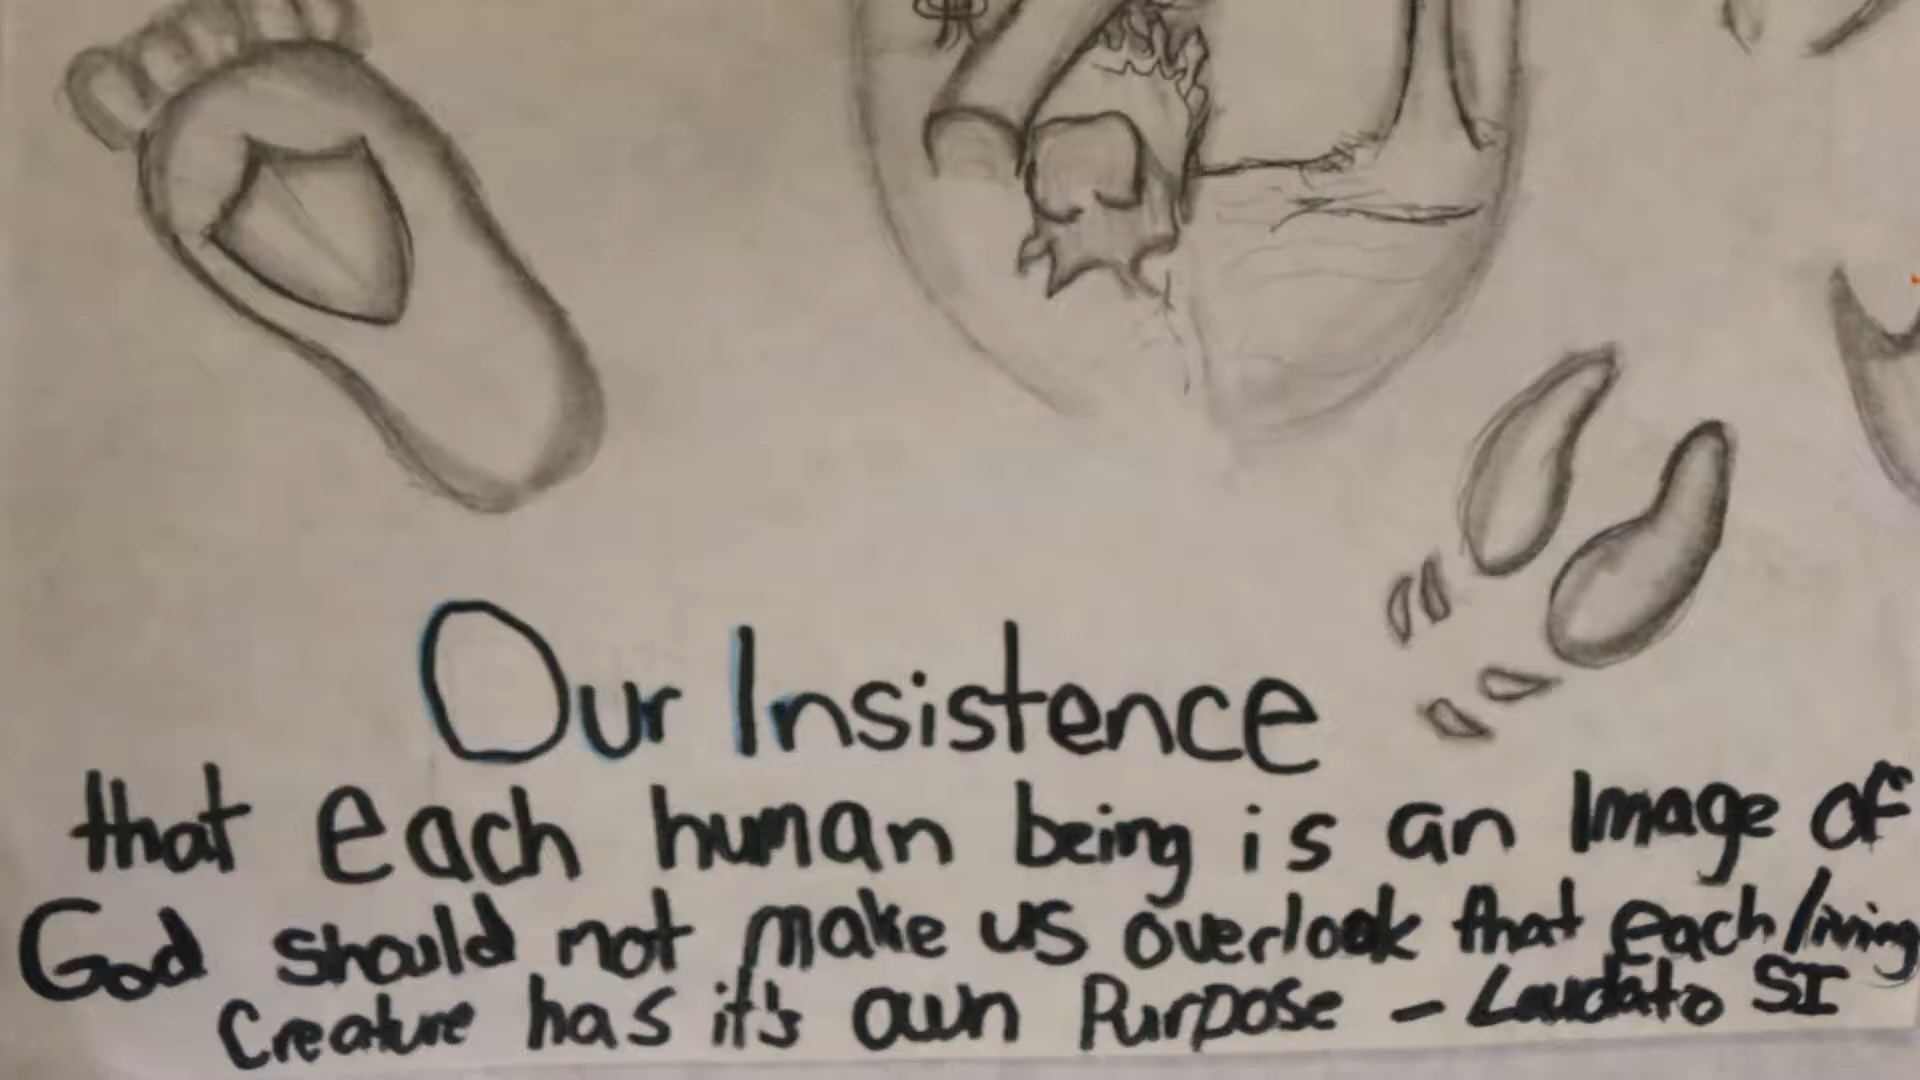 Our Insistence
that each human being is an Image of
God should not make us overlook that each living
Creature has it's own Purpose - Laudato SI